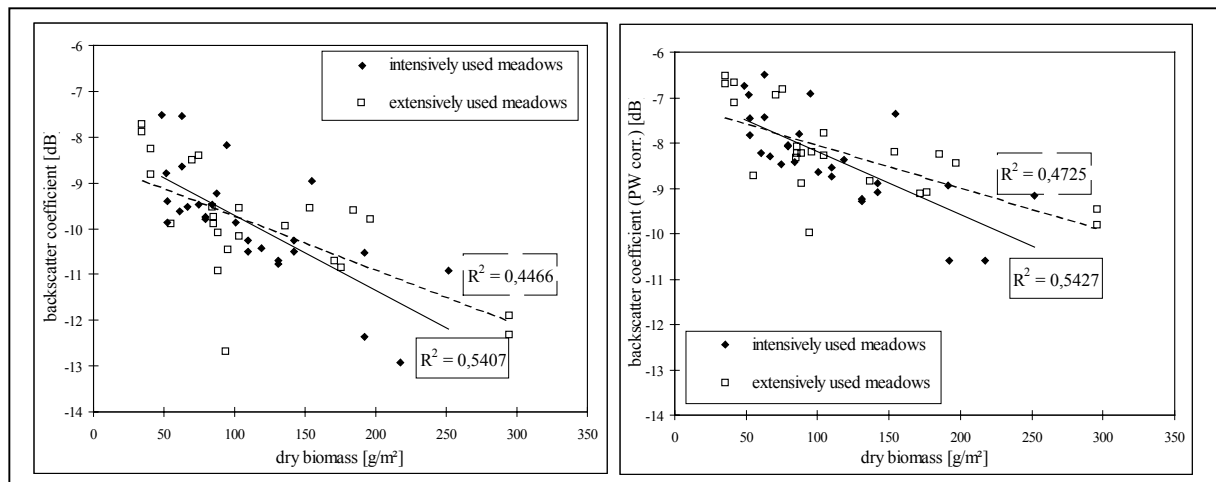 -6
-7
-8
-9
-10
-11
-12
-13
-14
backscatter coefficient [dB]
intensively used meadows
extensively used meadows
R² = 0,4466
R² = 0,5407
0 50 100 150 200 250 300 350
dry biomass [g/m²]
-6
-7
-8
-9
-10
-11
-12
-13
-14
backscatter coefficient (PW corr.) [dB]
R² = 0,4725
R² = 0,5427
intensively used meadows
extensively used meadows
0 50 100 150 200 250 300 350
dry biomass [g/m²]